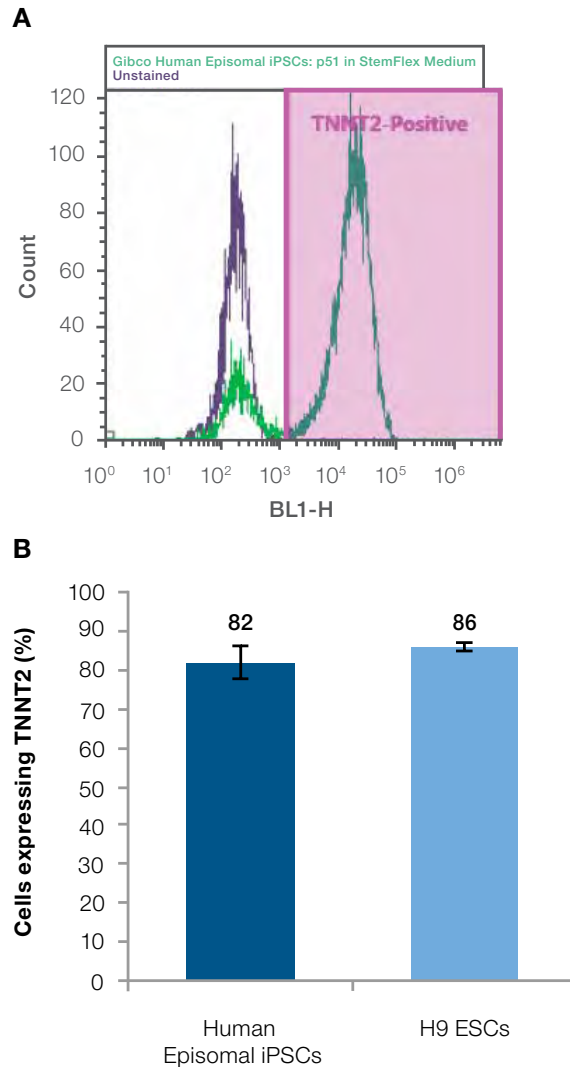 A
Gibco Human Episomal iPSCs: p51 in StemFlex Medium
Unstained
TNNT2-Positive
120
100
80
60
40
20
0
Count
10⁰ 10¹ 10² 10³ 10⁴ 10⁵ 10⁶
BL1-H
B
Cells expressing TNNT2 (%)
100
90
80
70
60
50
40
30
20
10
0
82
86
Human
Episomal iPSCs
H9 ESCs